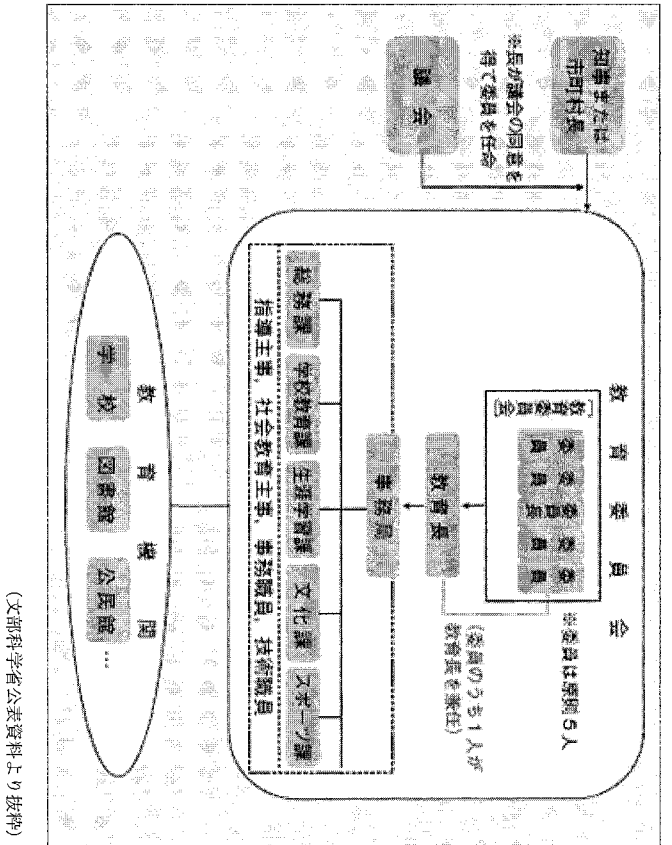 教育委員会
知事または
市町村長
議会
※長が議会の同意を
得て委員を任命
[教育委員会]
委員
委員
委員長
委員
委員
※委員は原則5人
教育長
(委員のうち1人が
教育長を兼任)
事務局
総務課
学校教育課
生涯学習課
文化課
スポーツ課
指導主事、社会教育主事、事務職員、技術職員
教育機関
学校
図書館
公民館
…
(文部科学省公表資料より抜粋)